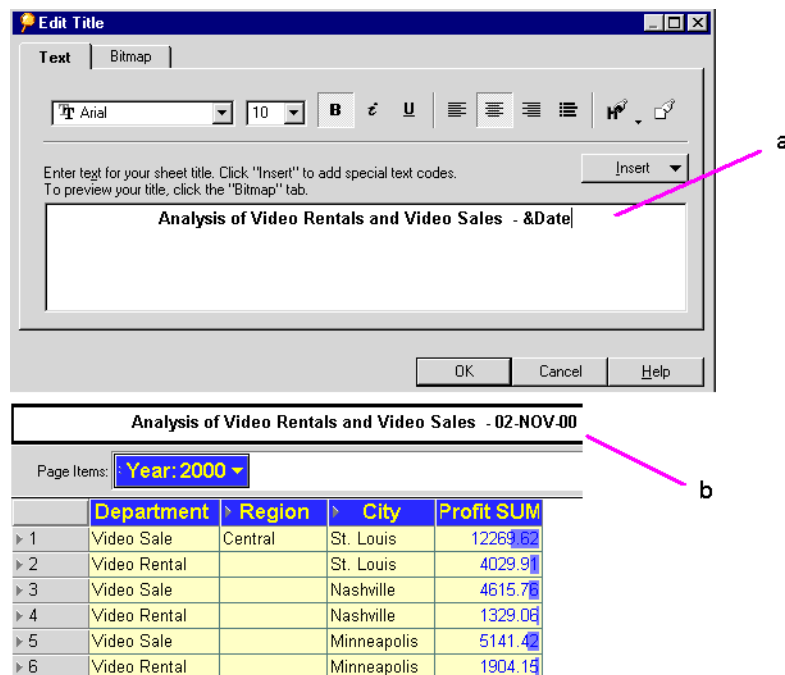 Edit Title
Text Bitmap
Arial 10 B i U
a
Enter text for your sheet title. Click "Insert" to add special text codes.
To preview your title, click the "Bitmap" tab.
Insert
Analysis of Video Rentals and Video Sales - &Date
OK Cancel Help
Analysis of Video Rentals and Video Sales - 02-NOV-00
Page Items: Year: 2000
b
Department Region City Profit SUM
1 Video Sale Central St. Louis 12269.62
2 Video Rental St. Louis 4029.91
3 Video Sale Nashville 4615.76
4 Video Rental Nashville 1329.06
5 Video Sale Minneapolis 5141.42
6 Video Rental Minneapolis 1904.15